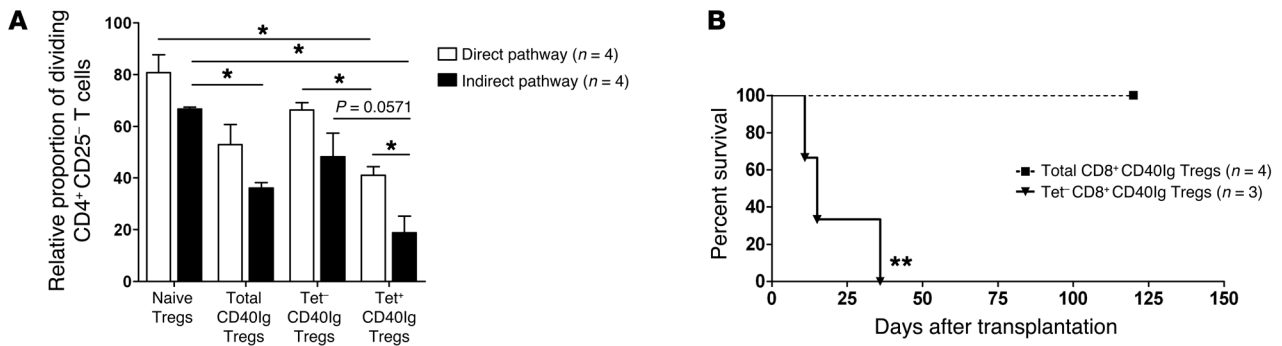 A
Relative proportion of dividing
CD4⁺CD25⁻ T cells
100
80
60
40
20
0
*
*
*
*
P = 0.0571
*
Direct pathway (n = 4)
Indirect pathway (n = 4)
Naive
Tregs
Total
CD40Ig
Tregs
Tet⁻
CD40Ig
Tregs
Tet⁺
CD40Ig
Tregs
B
Percent survival
100
80
60
40
20
0
**
Total CD8⁺CD40Ig Tregs (n = 4)
Tet⁻CD8⁺CD40Ig Tregs (n = 3)
0 25 50 75 100 125 150
Days after transplantation